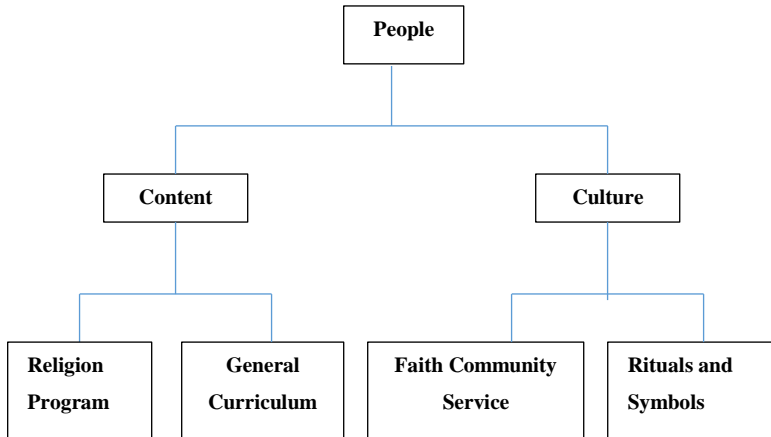 People
Content
Culture
Religion
Program
General
Curriculum
Faith Community
Service
Rituals and
Symbols